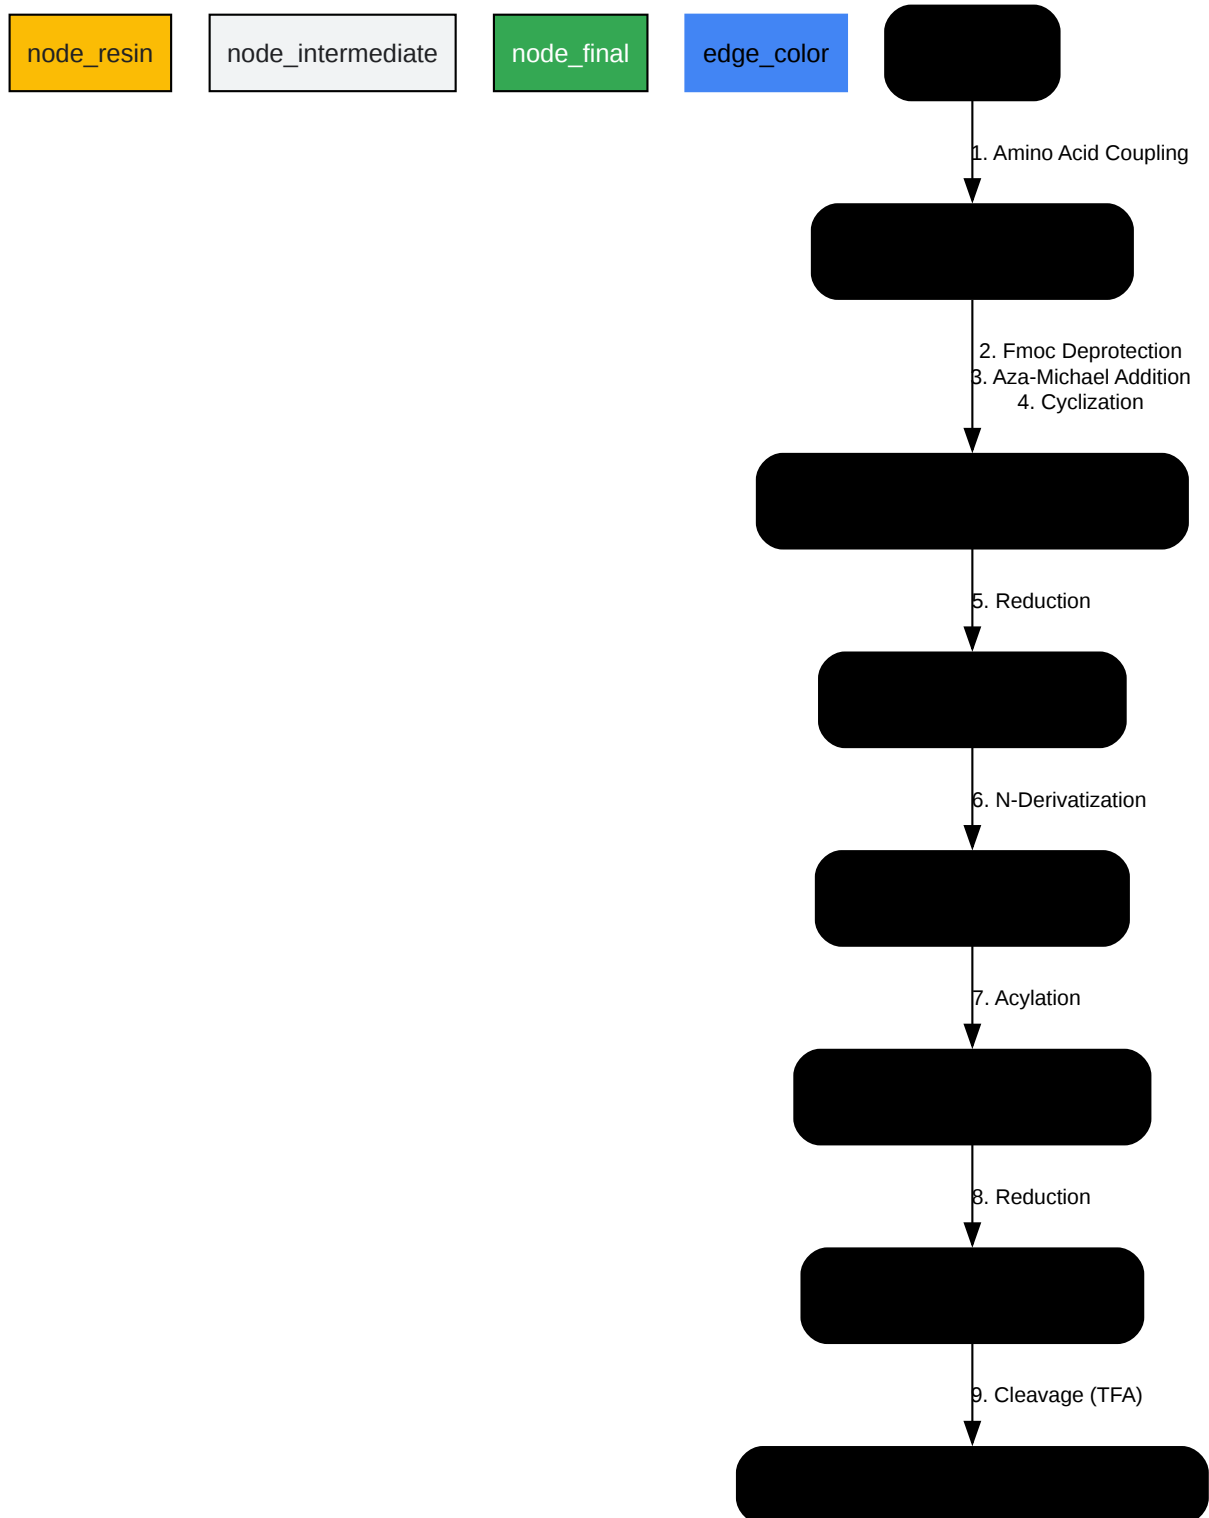 node_resin
node_intermediate
node_final
edge_color
1. Amino Acid Coupling
2. Fmoc Deprotection
3. Aza-Michael Addition
4. Cyclization
5. Reduction
6. N-Derivatization
7. Acylation
8. Reduction
9. Cleavage (TFA)